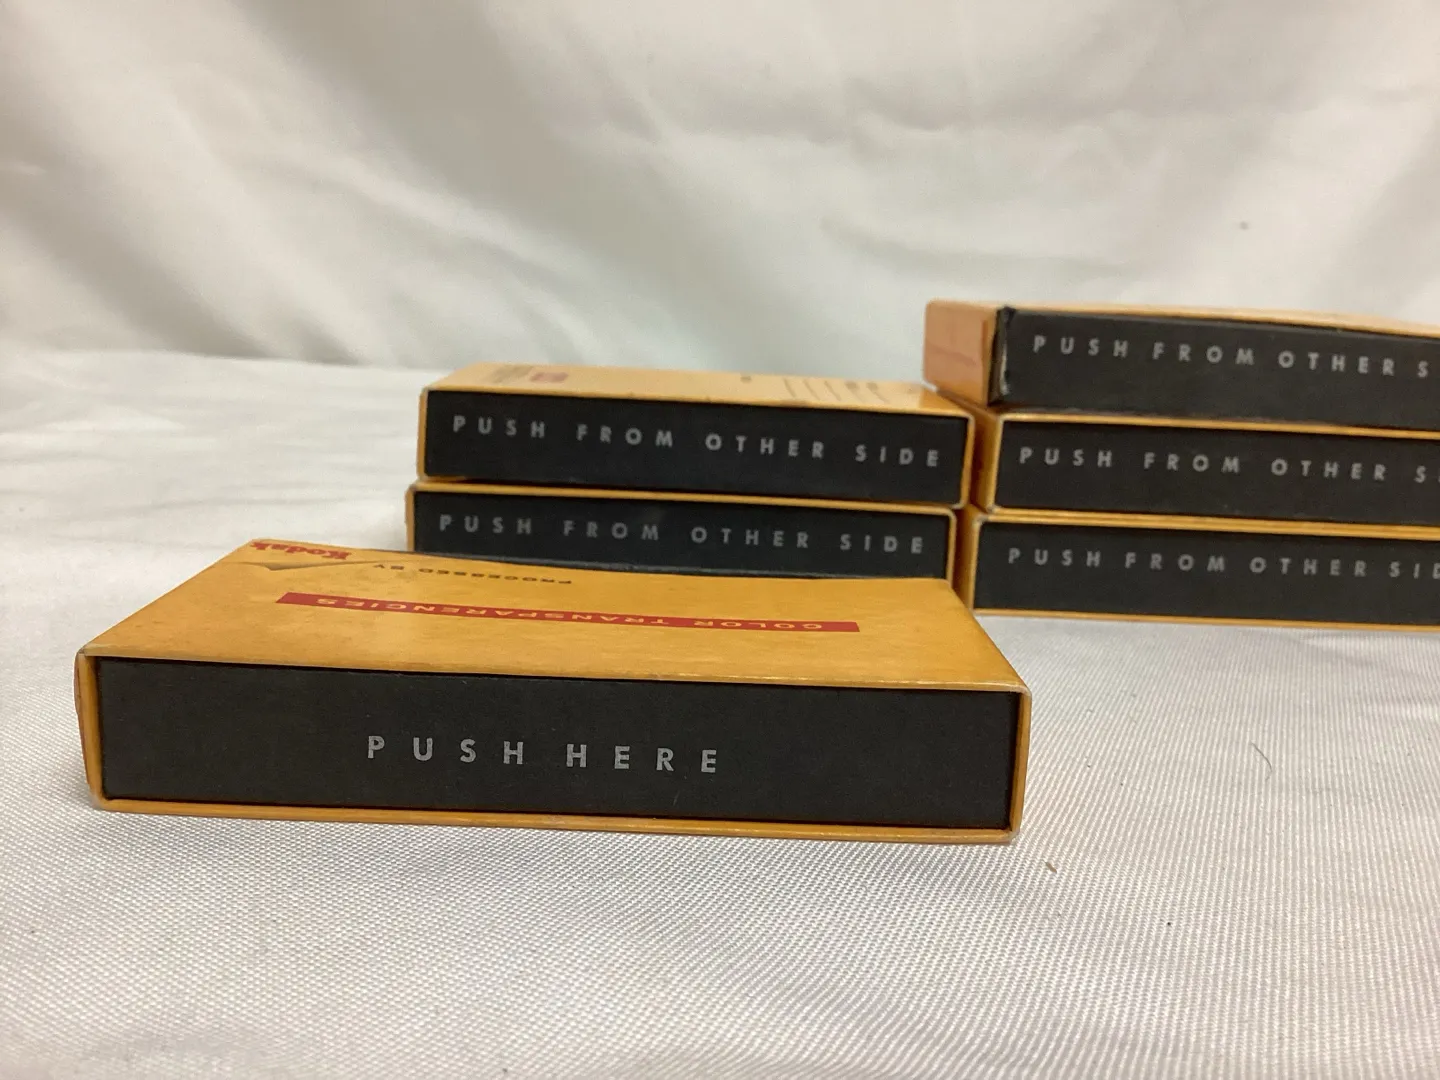 PUSH FROM OTHER S
PUSH FROM OTHER SIDE
PUSH FROM OTHER S
PUSH FROM OTHER SIDE
PUSH FROM OTHER SID
Kodak
PROCESSED BY
COLOR TRANSPARENCIES
PUSH HERE